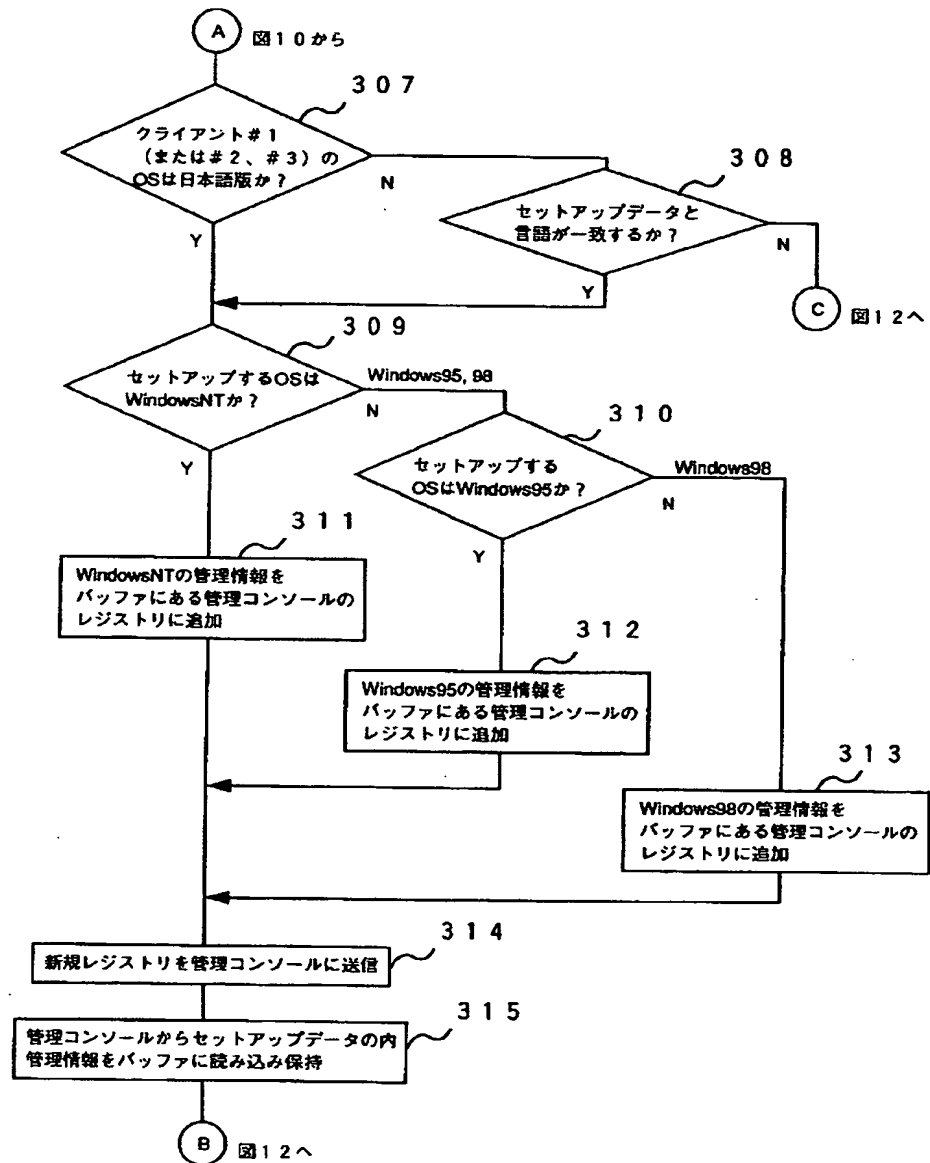 A 図10から
307
クライアント#1
(または#2、#3)の
OSは日本語版か?
N
Y
308
セットアップデータと
言語が一致するか?
N
Y
C 図12へ
309
セットアップするOSは
WindowsNTか?
Windows95, 98
N
Y
310
セットアップする
OSはWindows95か?
Windows98
N
Y
311
WindowsNTの管理情報を
バッファにある管理コンソールの
レジストリに追加
312
Windows95の管理情報を
バッファにある管理コンソールの
レジストリに追加
313
Windows98の管理情報を
バッファにある管理コンソールの
レジストリに追加
314
新規レジストリを管理コンソールに送信
315
管理コンソールからセットアップデータの内
管理情報をバッファに読み込み保持
B 図12へ